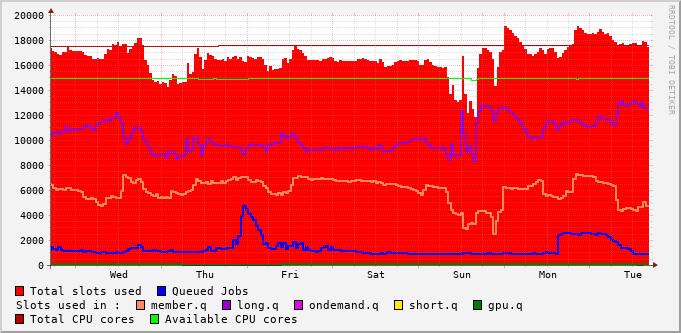 20000
18000
16000
14000
12000
10000
8000
6000
4000
2000
0
Wed Thu Fri Sat Sun Mon Tue
RRDTOOL / TOBI OETIKER
Total slots used Queued Jobs
Slots used in : member.q long.q ondemand.q short.q gpu.q
Total CPU cores Available CPU cores